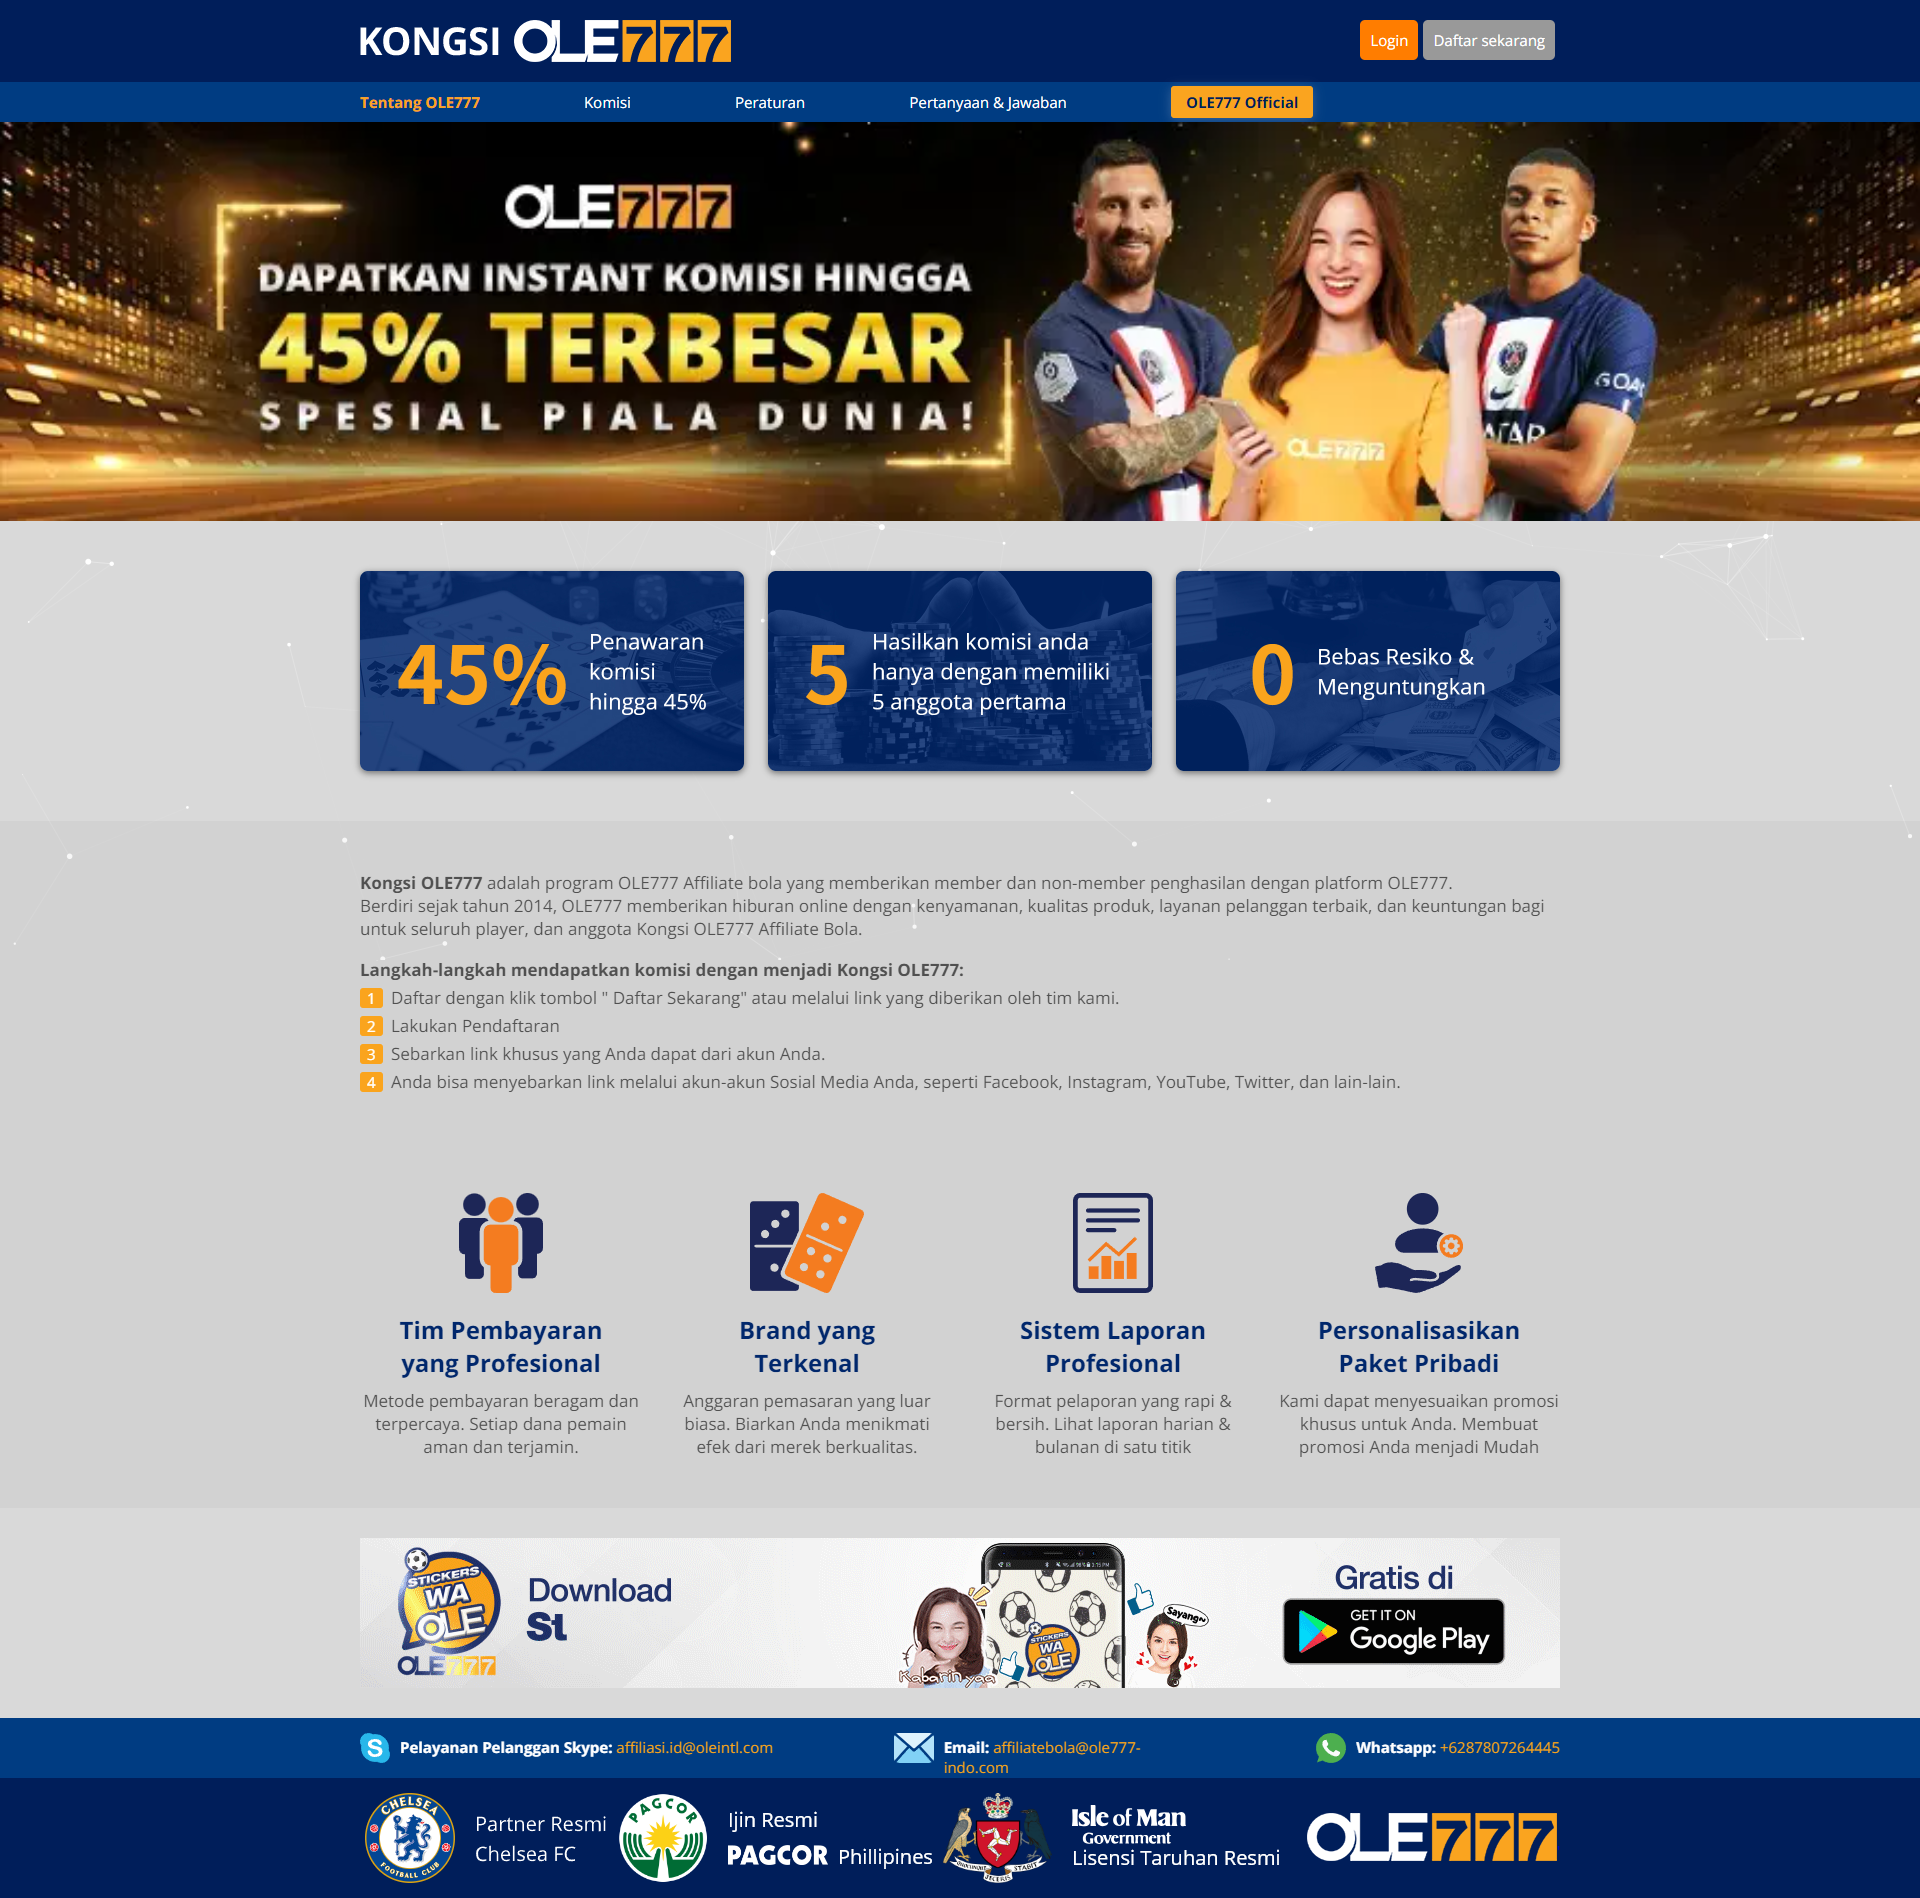 KONGSI OLE777
Login
Daftar sekarang
Tentang OLE777
Komisi
Peraturan
Pertanyaan & Jawaban
OLE777 Official
OLE777
DAPATKAN INSTANT KOMISI HINGGA
45% TERBESAR
SPESIAL PIALA DUNIA!
GOAT
QATAR
OLE777
45%
Penawaran
komisi
hingga 45%
5
Hasilkan komisi anda
hanya dengan memiliki
5 anggota pertama
0
Bebas Resiko &
Menguntungkan
Kongsi OLE777 adalah program OLE777 Affiliate bola yang memberikan member dan non-member penghasilan dengan platform OLE777.
Berdiri sejak tahun 2014, OLE777 memberikan hiburan online dengan kenyamanan, kualitas produk, layanan pelanggan terbaik, dan keuntungan bagi
untuk seluruh player, dan anggota Kongsi OLE777 Affiliate Bola.
Langkah-langkah mendapatkan komisi dengan menjadi Kongsi OLE777:
1 Daftar dengan klik tombol " Daftar Sekarang" atau melalui link yang diberikan oleh tim kami.
2 Lakukan Pendaftaran
3 Sebarkan link khusus yang Anda dapat dari akun Anda.
4 Anda bisa menyebarkan link melalui akun-akun Sosial Media Anda, seperti Facebook, Instagram, YouTube, Twitter, dan lain-lain.
Tim Pembayaran
yang Profesional
Metode pembayaran beragam dan
terpercaya. Setiap dana pemain
aman dan terjamin.
Brand yang
Terkenal
Anggaran pemasaran yang luar
biasa. Biarkan Anda menikmati
efek dari merek berkualitas.
Sistem Laporan
Profesional
Format pelaporan yang rapi &
bersih. Lihat laporan harian &
bulanan di satu titik
Personalisasikan
Paket Pribadi
Kami dapat menyesuaikan promosi
khusus untuk Anda. Membuat
promosi Anda menjadi Mudah
STICKERS
WA
OLE
OLE777
Download
St
Kabarin yaa
STICKERS
WA
OLE
Sayang~
Gratis di
GET IT ON
Google Play
Pelayanan Pelanggan Skype: affiliasi.id@oleintl.com
Email: affiliatebola@ole777-
indo.com
Whatsapp: +6287807264445
CHELSEA
FOOTBALL CLUB
Partner Resmi
Chelsea FC
PAGCOR
Ijin Resmi
PAGCOR Phillipines
Isle of Man
Government
Lisensi Taruhan Resmi
OLE777